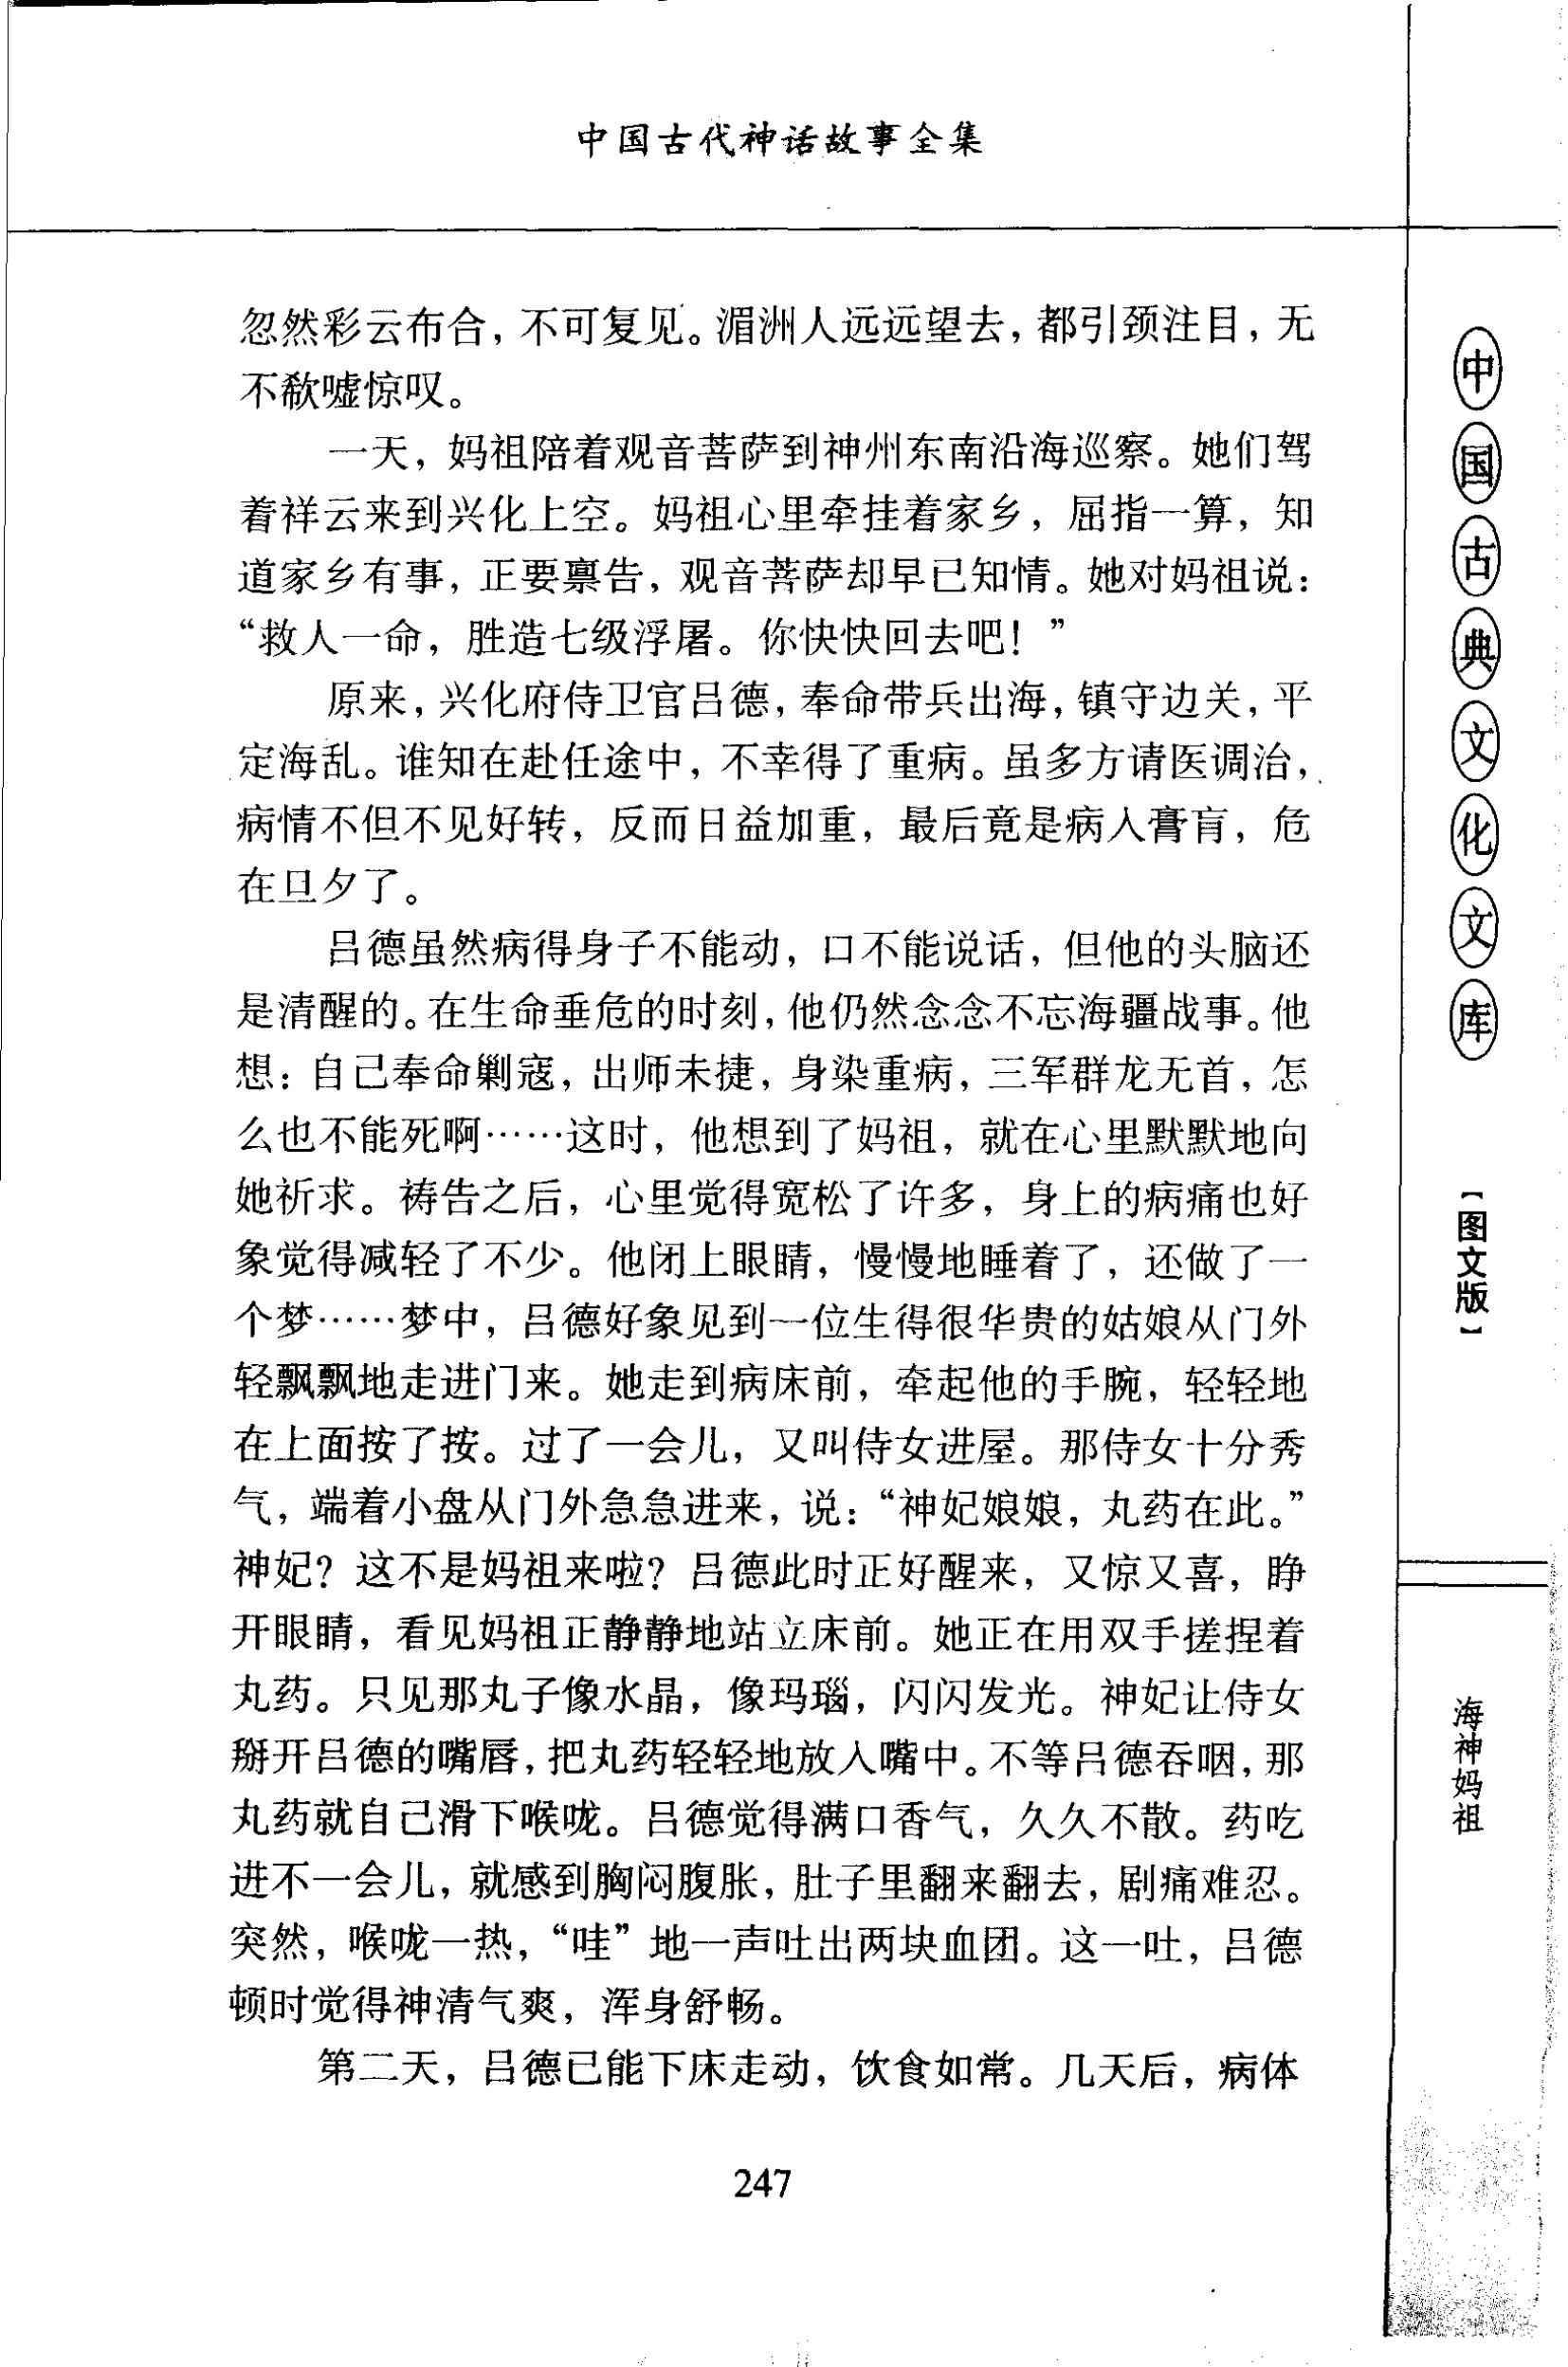 中国古代神话故事全集
忽然彩云布合，不可复见。湄洲人远远望去，都引颈注目，无
不欷嘘惊叹。
一天，妈祖陪着观音菩萨到神州东南沿海巡察。她们驾
着祥云来到兴化上空。妈祖心里牵挂着家乡，屈指一算，知
道家乡有事，正要禀告，观音菩萨却早已知情。她对妈祖说：
“救人一命，胜造七级浮屠。你快快回去吧！”
原来，兴化府侍卫官吕德，奉命带兵出海，镇守边关，平
定海乱。谁知在赴任途中，不幸得了重病。虽多方请医调治，
病情不但不见好转，反而日益加重，最后竟是病入膏肓，危
在旦夕了。
吕德虽然病得身子不能动，口不能说话，但他的头脑还
是清醒的。在生命垂危的时刻，他仍然念念不忘海疆战事。他
想：自己奉命剿寇，出师未捷，身染重病，三军群龙无首，怎
么也不能死啊……这时，他想到了妈祖，就在心里默默地向
她祈求。祷告之后，心里觉得宽松了许多，身上的病痛也好
象觉得减轻了不少。他闭上眼睛，慢慢地睡着了，还做了一
个梦……梦中，吕德好象见到一位生得很华贵的姑娘从门外
轻飘飘地走进门来。她走到病床前，牵起他的手腕，轻轻地
在上面按了按。过了一会儿，又叫侍女进屋。那侍女十分秀
气，端着小盘从门外急急进来，说：“神妃娘娘，丸药在此。”
神妃？这不是妈祖来啦？吕德此时正好醒来，又惊又喜，睁
开眼睛，看见妈祖正静静地站立床前。她正在用双手搓捏着
丸药。只见那丸子像水晶，像玛瑙，闪闪发光。神妃让侍女
掰开吕德的嘴唇，把丸药轻轻地放入嘴中。不等吕德吞咽，那
丸药就自己滑下喉咙。吕德觉得满口香气，久久不散。药吃
进不一会儿，就感到胸闷腹胀，肚子里翻来翻去，剧痛难忍。
突然，喉咙一热，“哇”地一声吐出两块血团。这一吐，吕德
顿时觉得神清气爽，浑身舒畅。
第二天，吕德已能下床走动，饮食如常。几天后，病体
247
中国古典文化文库
【图文版】
海神妈祖